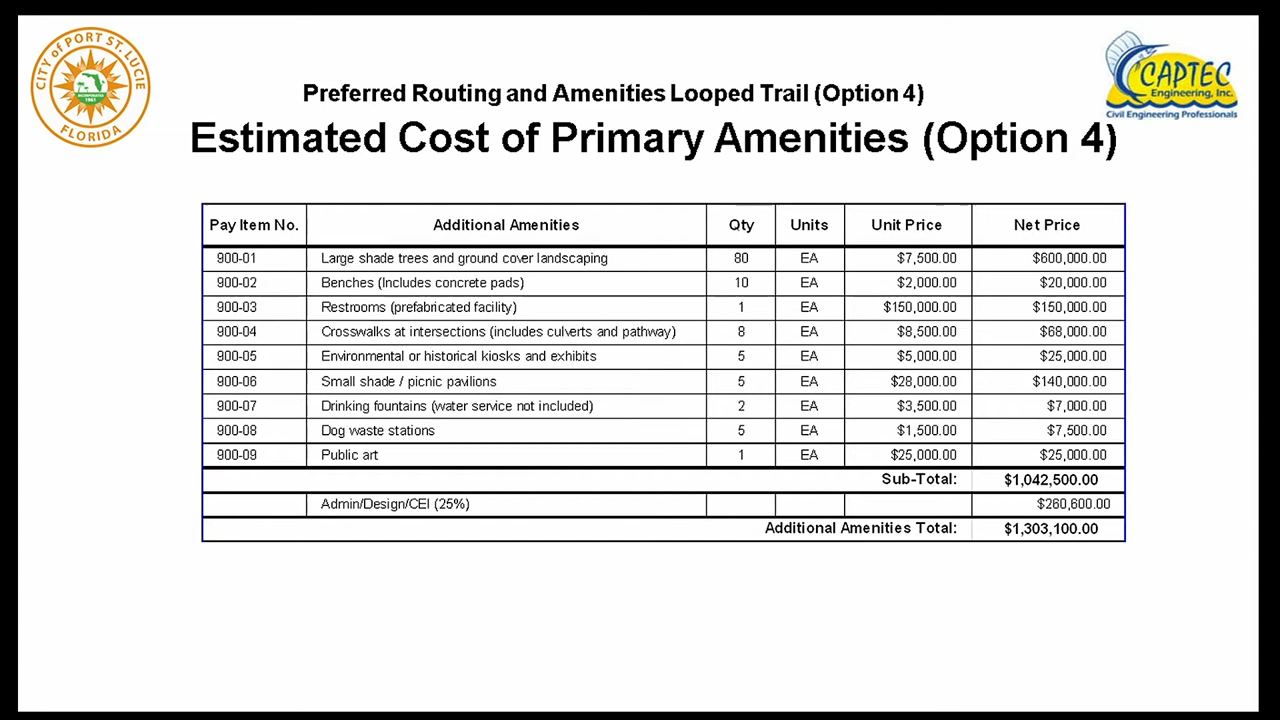 CITY of PORT ST. LUCIE
INCORPORATED
1961
FLORIDA
CAPTEC
Engineering, Inc.
Civil Engineering Professionals
Preferred Routing and Amenities Looped Trail (Option 4)
Estimated Cost of Primary Amenities (Option 4)
Pay Item No. Additional Amenities Qty Units Unit Price Net Price
900-01 Large shade trees and ground cover landscaping 80 EA $7,500.00 $600,000.00
900-02 Benches (Includes concrete pads) 10 EA $2,000.00 $20,000.00
900-03 Restrooms (prefabricated facility) 1 EA $150,000.00 $150,000.00
900-04 Crosswalks at intersections (includes culverts and pathway) 8 EA $8,500.00 $68,000.00
900-05 Environmental or historical kiosks and exhibits 5 EA $5,000.00 $25,000.00
900-06 Small shade / picnic pavilions 5 EA $28,000.00 $140,000.00
900-07 Drinking fountains (water service not included) 2 EA $3,500.00 $7,000.00
900-08 Dog waste stations 5 EA $1,500.00 $7,500.00
900-09 Public art 1 EA $25,000.00 $25,000.00
Sub-Total: $1,042,500.00
Admin/Design/CEI (25%) $260,600.00
Additional Amenities Total: $1,303,100.00